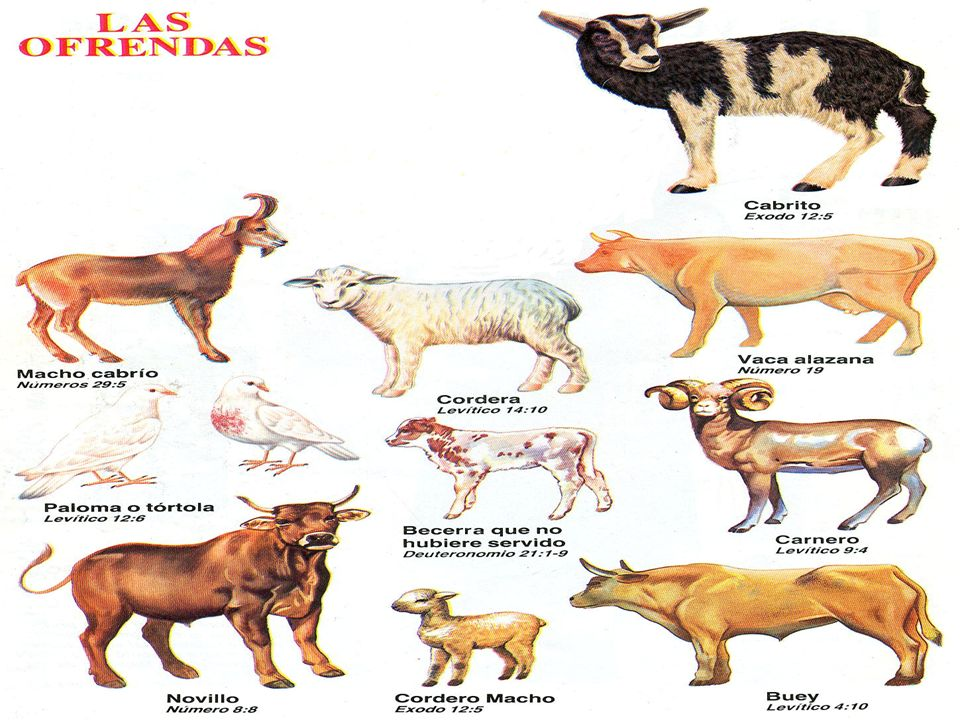 LAS
OFRENDAS
Cabrito
Exodo 12:5
Macho cabrío
Números 29:5
Cordera
Levítico 14:10
Vaca alazana
Número 19
Paloma o tórtola
Levítico 12:6
Becerra que no
hubiere servido
Deuteronomio 21:1-9
Carnero
Levítico 9:4
Novillo
Número 8:8
Cordero Macho
Exodo 12:5
Buey
Levítico 4:10